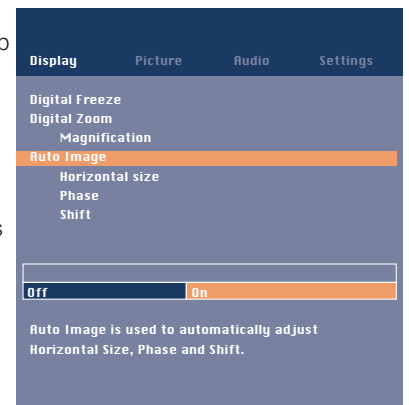 Display Picture Audio Settings
Digital Freeze
Digital Zoom
Magnification
Auto Image
Horizontal size
Phase
Shift
Off On
Auto Image is used to automatically adjust
Horizontal Size, Phase and Shift.